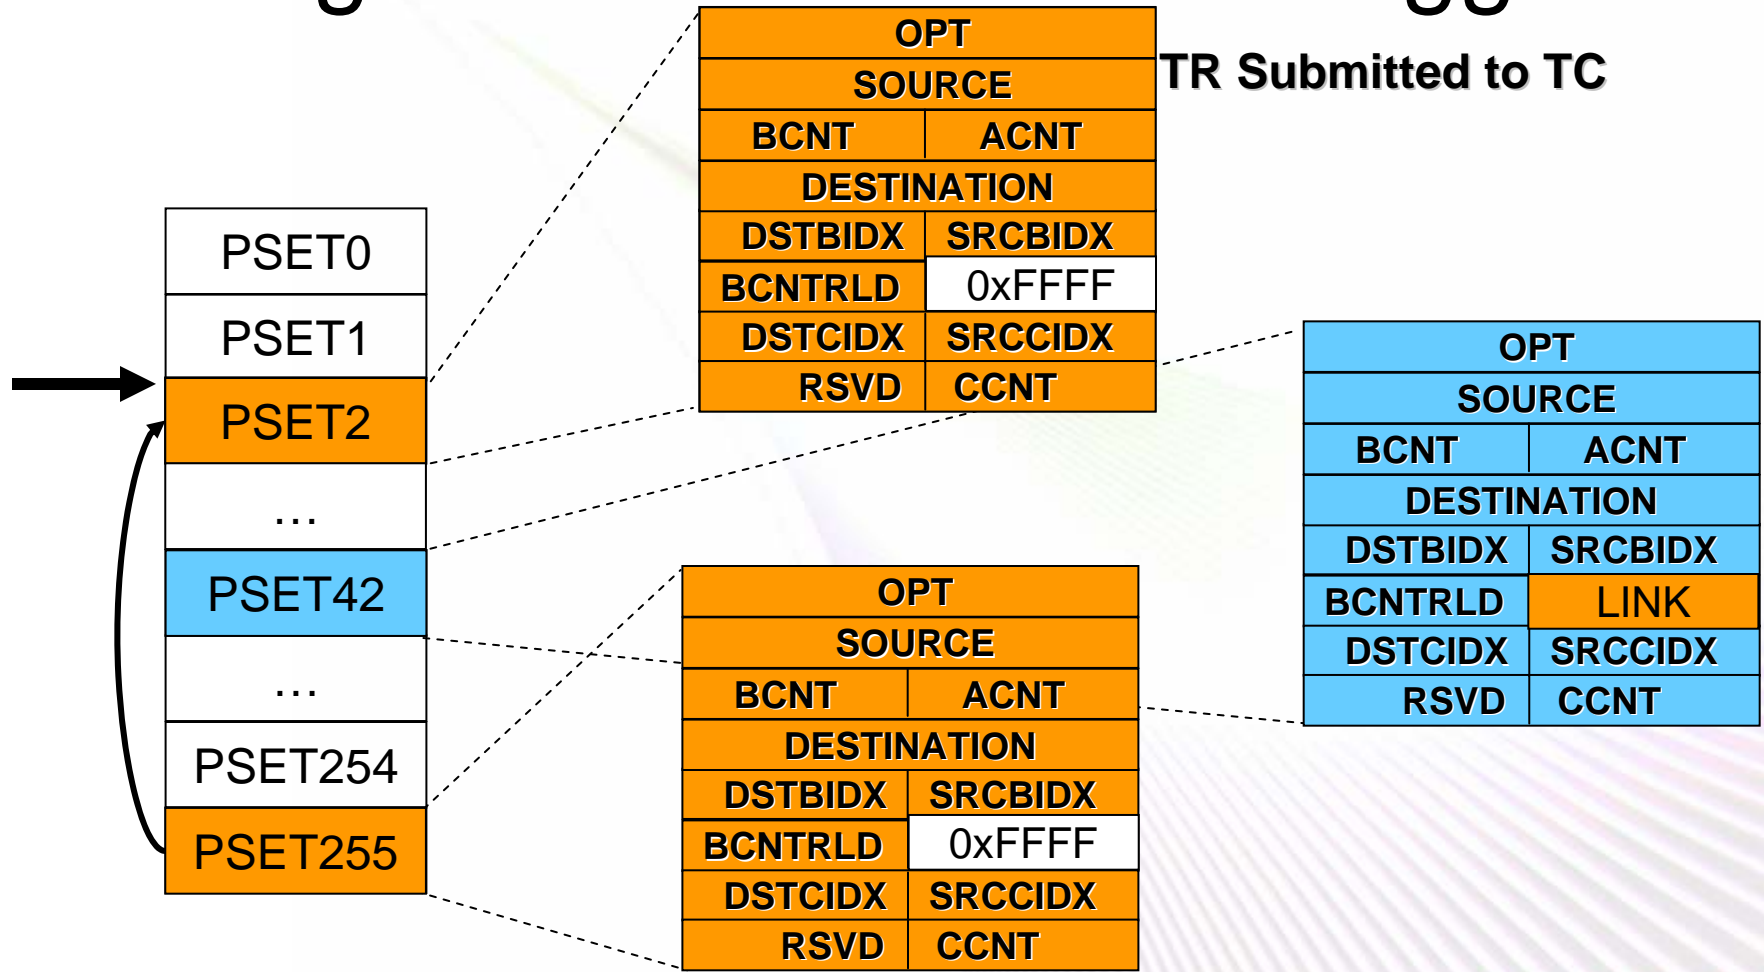 TR Submitted to TC
PSET0
PSET1
PSET2
...
PSET42
...
PSET254
PSET255
OPT
SOURCE
BCNT ACNT
DESTINATION
DSTBIDX SRCBIDX
BCNTRLD 0xFFFF
DSTCIDX SRCCIDX
RSVD CCNT
OPT
SOURCE
BCNT ACNT
DESTINATION
DSTBIDX SRCBIDX
BCNTRLD LINK
DSTCIDX SRCCIDX
RSVD CCNT
OPT
SOURCE
BCNT ACNT
DESTINATION
DSTBIDX SRCBIDX
BCNTRLD 0xFFFF
DSTCIDX SRCCIDX
RSVD CCNT